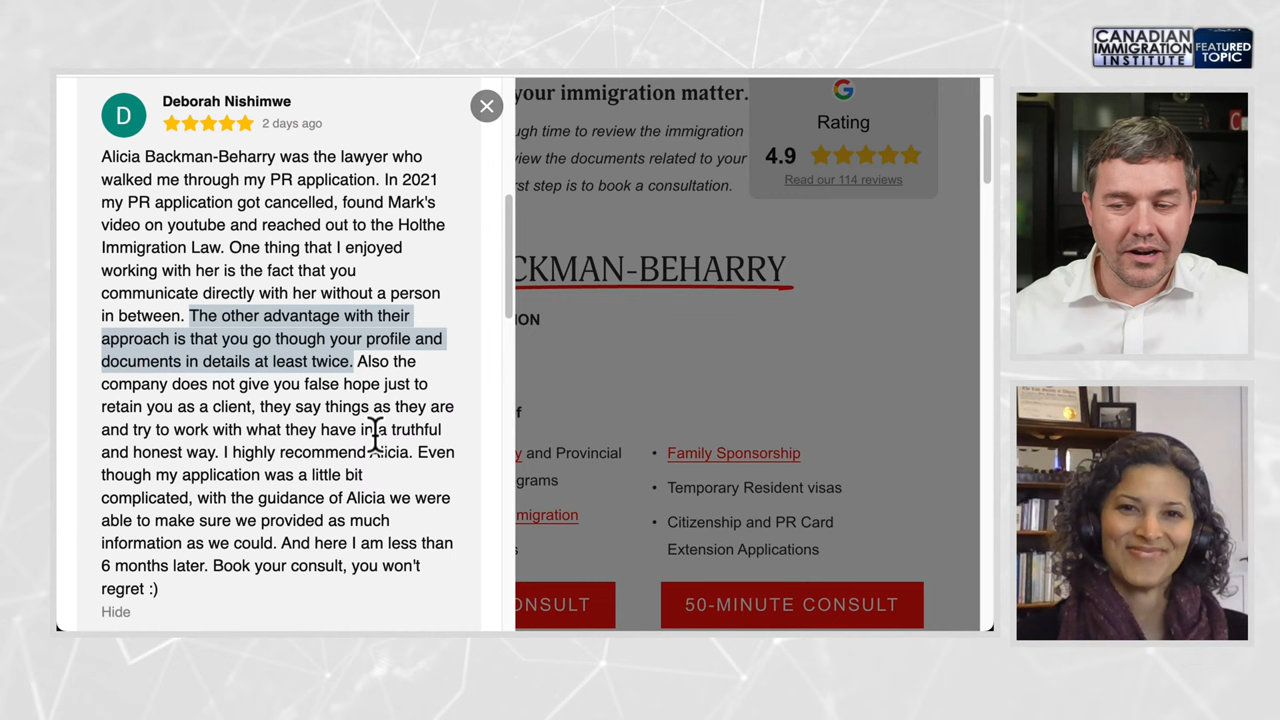 CANADIAN
IMMIGRATION
INSTITUTE
FEATURED
TOPIC
D
Deborah Nishimwe
2 days ago
Alicia Backman-Beharry was the lawyer who
walked me through my PR application. In 2021
my PR application got cancelled, found Mark's
video on youtube and reached out to the Holthe
Immigration Law. One thing that I enjoyed
working with her is the fact that you
communicate directly with her without a person
in between. The other advantage with their
approach is that you go though your profile and
documents in details at least twice. Also the
company does not give you false hope just to
retain you as a client, they say things as they are
and try to work with what they have in a truthful
and honest way. I highly recommend Alicia. Even
though my application was a little bit
complicated, with the guidance of Alicia we were
able to make sure we provided as much
information as we could. And here I am less than
6 months later. Book your consult, you won't
regret :)
Hide
your immigration matter.
ugh time to review the immigration
view the documents related to your
rst step is to book a consultation.
G
Rating
4.9
Read our 114 reviews
CKMAN-BEHARRY
ION
f
y and Provincial
grams
migration
s
• Family Sponsorship
• Temporary Resident visas
• Citizenship and PR Card
Extension Applications
ONSULT
50-MINUTE CONSULT